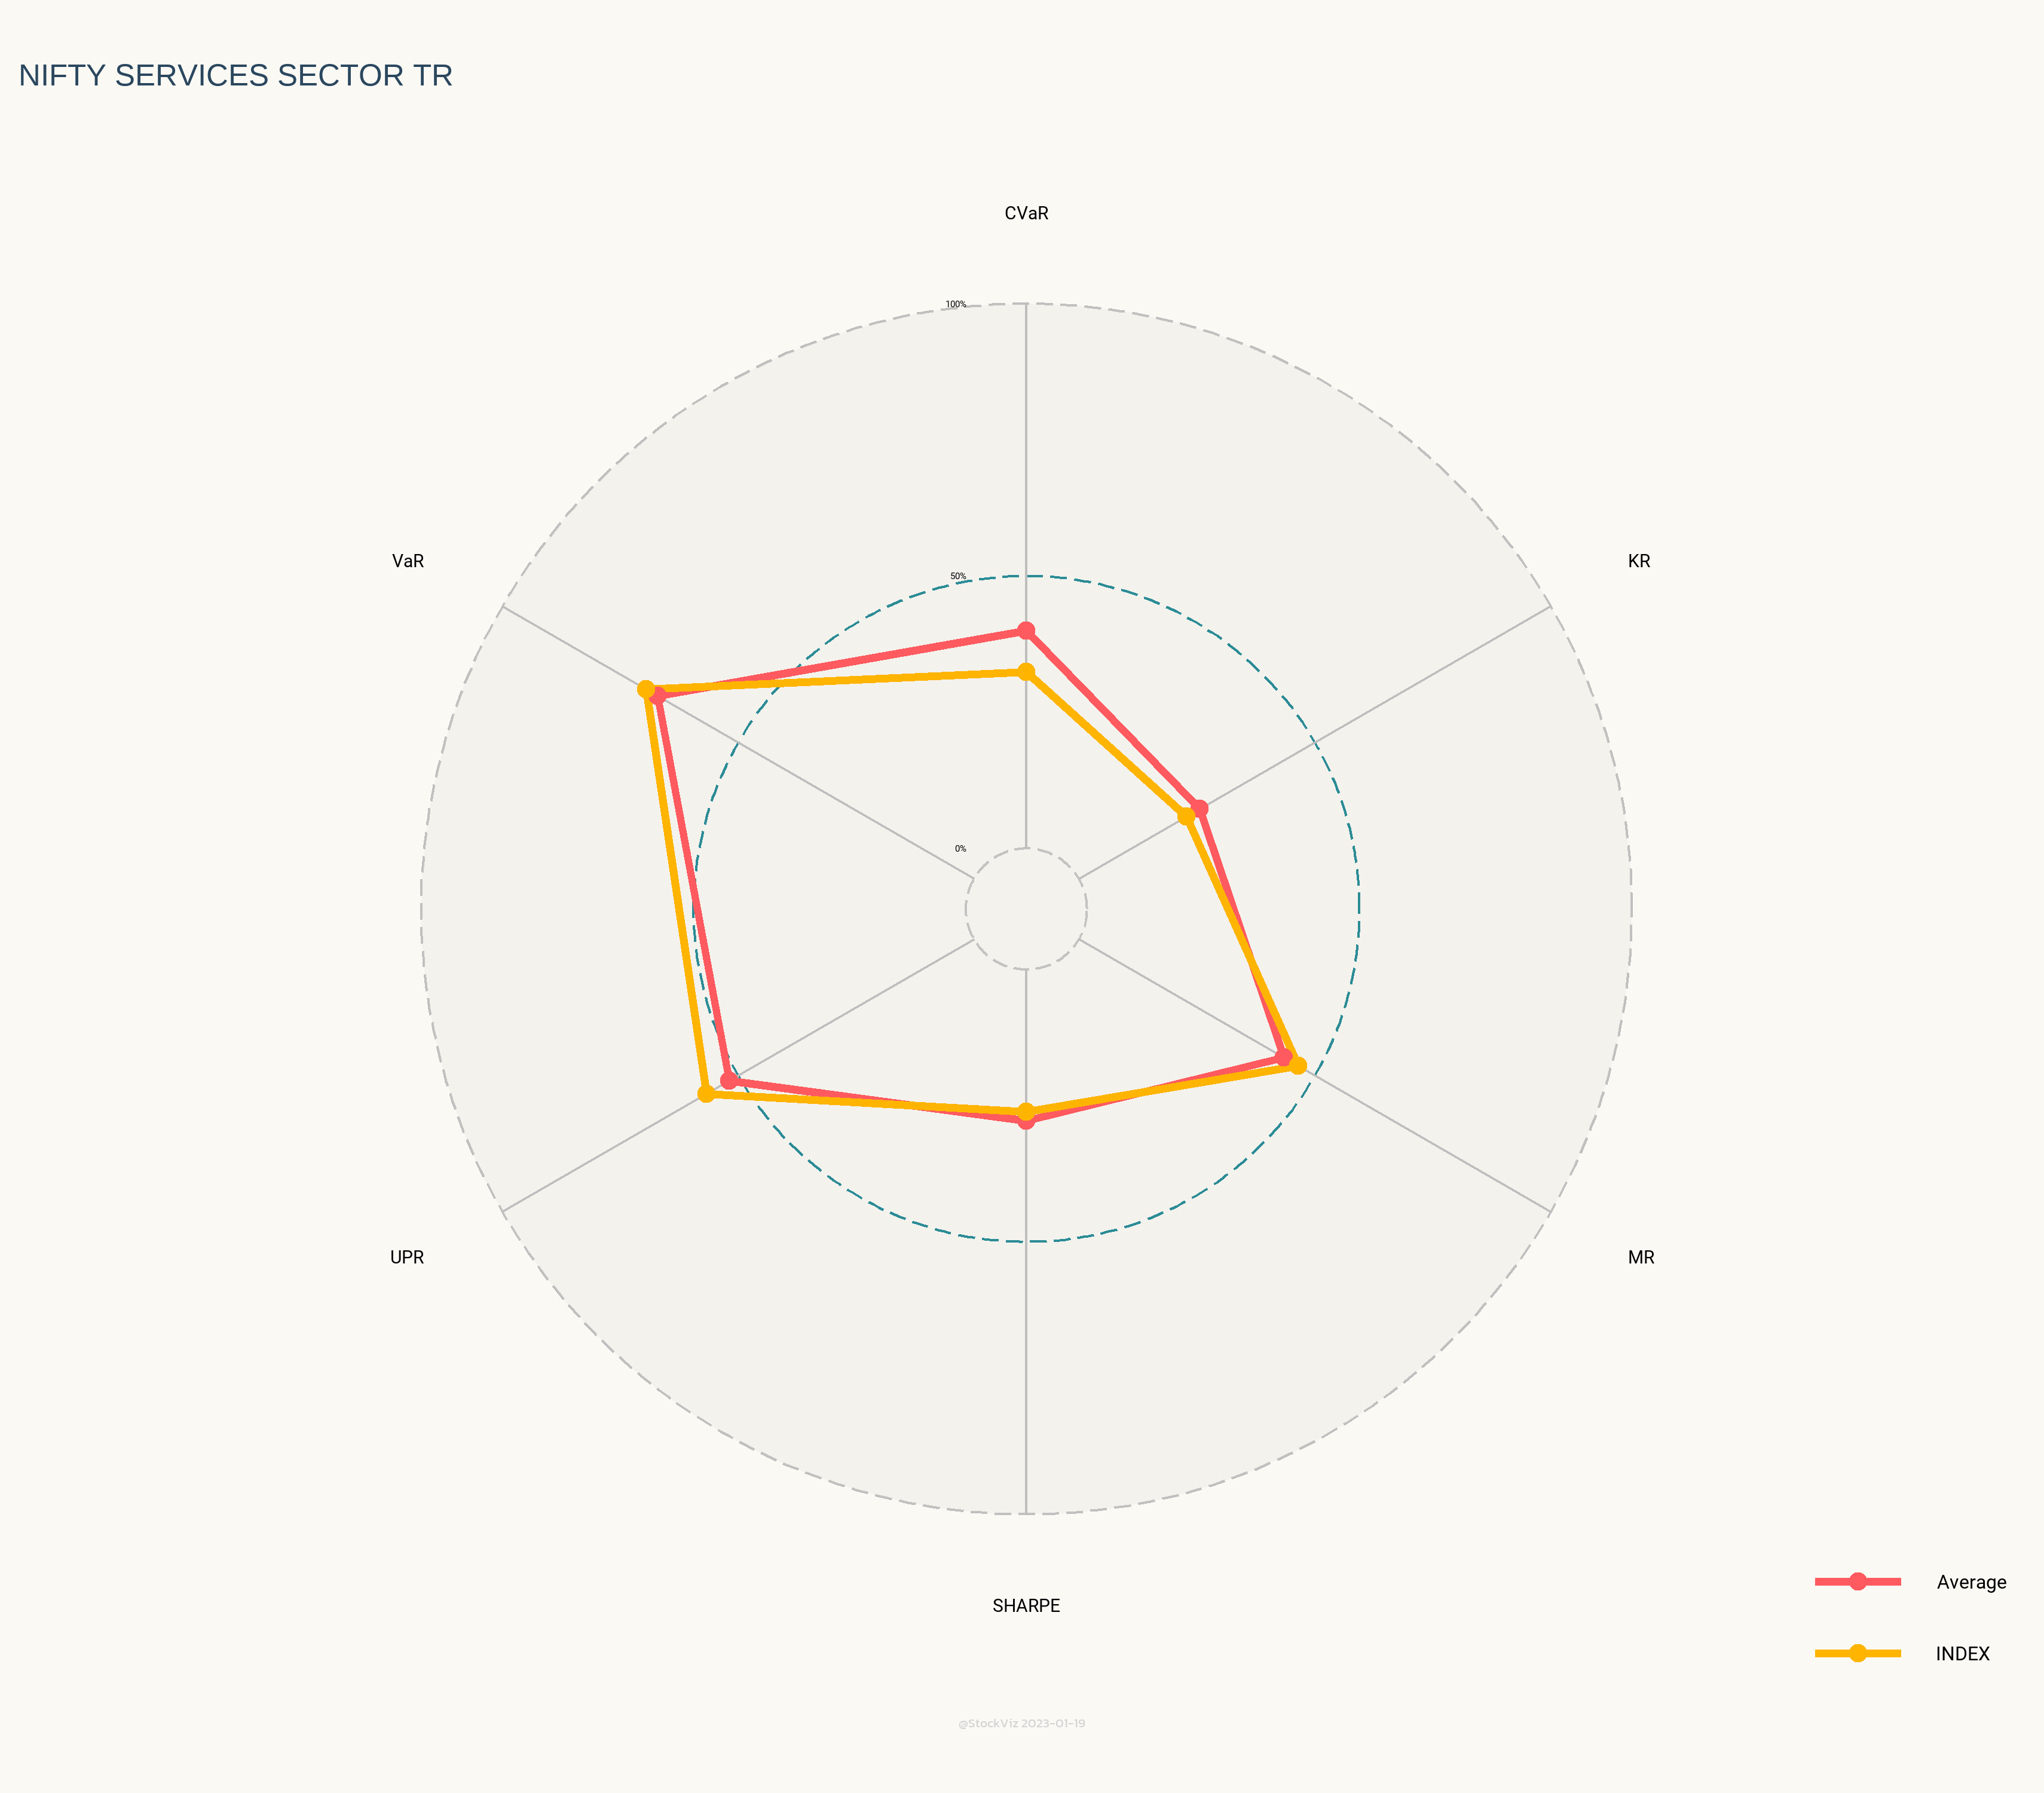 NIFTY SERVICES SECTOR TR
CVaR
100%
VaR
KR
50%
0%
UPR
MR
SHARPE
Average
INDEX
@StockViz 2023-01-19